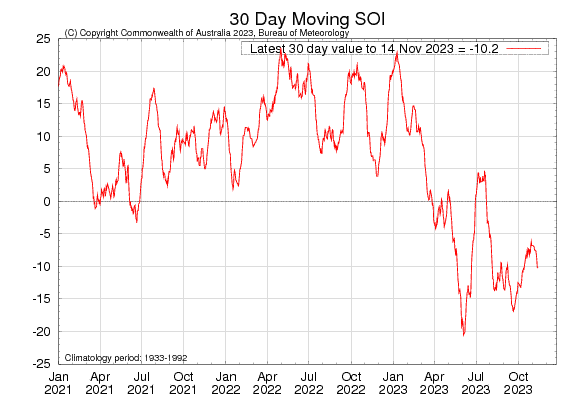 30 Day Moving SOI
(C) Copyright Commonwealth of Australia 2023, Bureau of Meteorology
Latest 30 day value to 14 Nov 2023 = -10.2
25
20
15
10
5
0
-5
-10
-15
-20
-25
Climatology period: 1933-1992
Jan Apr Jul Oct Jan Apr Jul Oct Jan Apr Jul Oct
2021 2021 2021 2021 2022 2022 2022 2022 2023 2023 2023 2023